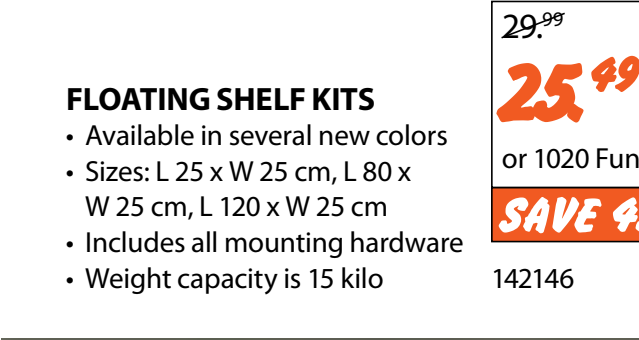 FLOATING SHELF KITS
• Available in several new colors
• Sizes: L 25 x W 25 cm, L 80 x
W 25 cm, L 120 x W 25 cm
• Includes all mounting hardware
• Weight capacity is 15 kilo
29.99
25.49
or 1020 Fun
SAVE 4
142146